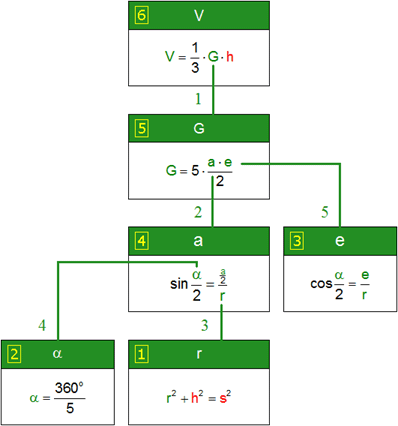 6 V
V = 1/3 · G · h
1
5 G
G = 5 · a · e / 2
2
5
4 a
3 e
sin α/2 = a/2 / r
cos α/2 = e/r
4
3
2 α
1 r
α = 360°/5
r² + h² = s²